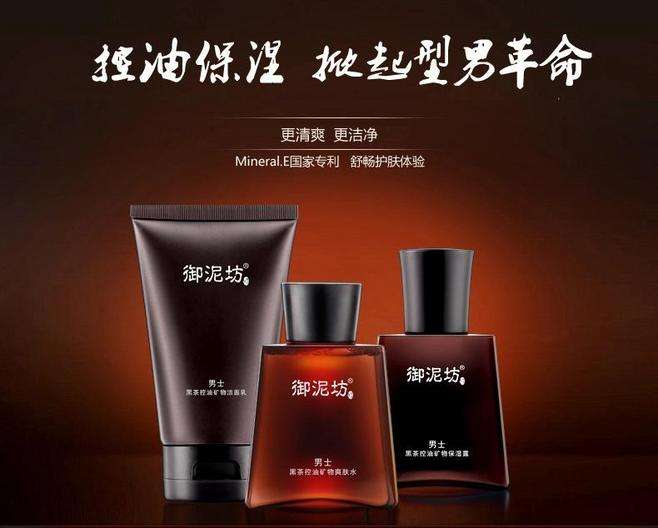 控油保湿 掀起型男革命
更清爽 更洁净
Mineral.E国家专利 舒畅护肤体验
御泥坊®
男士
黑茶控油矿物洁面乳
御泥坊®
男士
黑茶控油矿物爽肤水
御泥坊®
男士
黑茶控油矿物保湿露